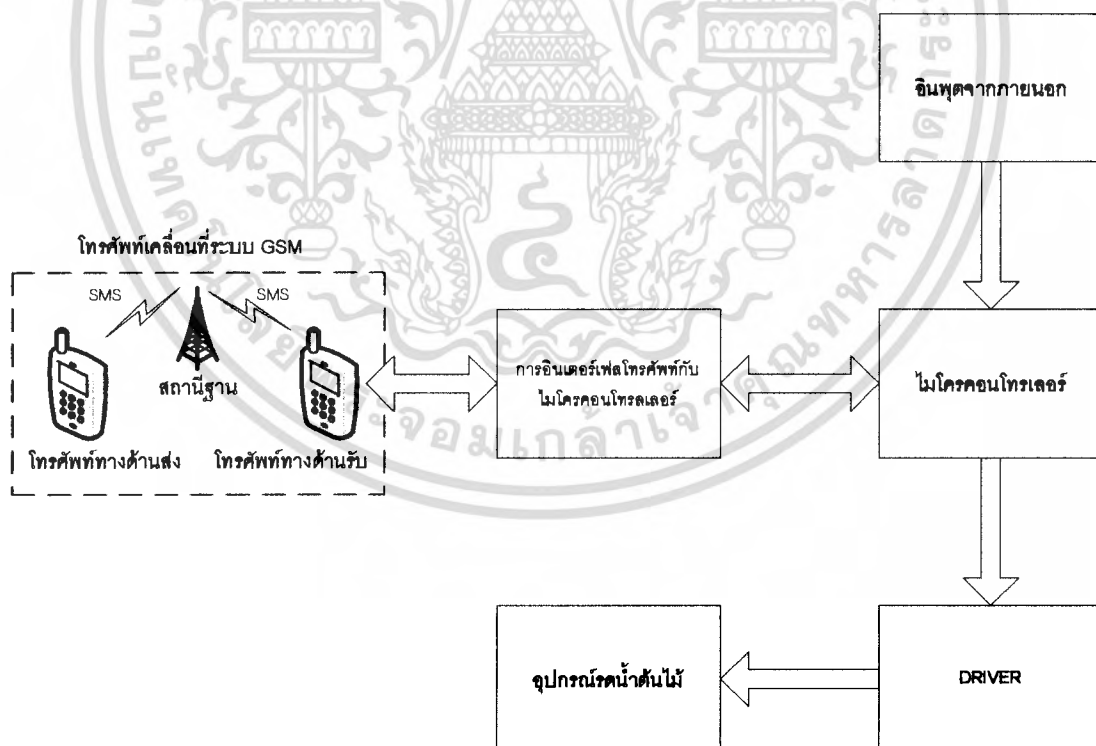 อินพุตจากภายนอก
โทรศัพท์เคลื่อนที่ระบบ GSM
SMS
SMS
สถานีฐาน
โทรศัพท์ทางด้านส่ง
โทรศัพท์ทางด้านรับ
การอินเตอร์เฟสโทรศัพท์กับ
ไมโครคอนโทรลเลอร์
ไมโครคอนโทรเลอร์
อุปกรณ์รดน้ำต้นไม้
DRIVER